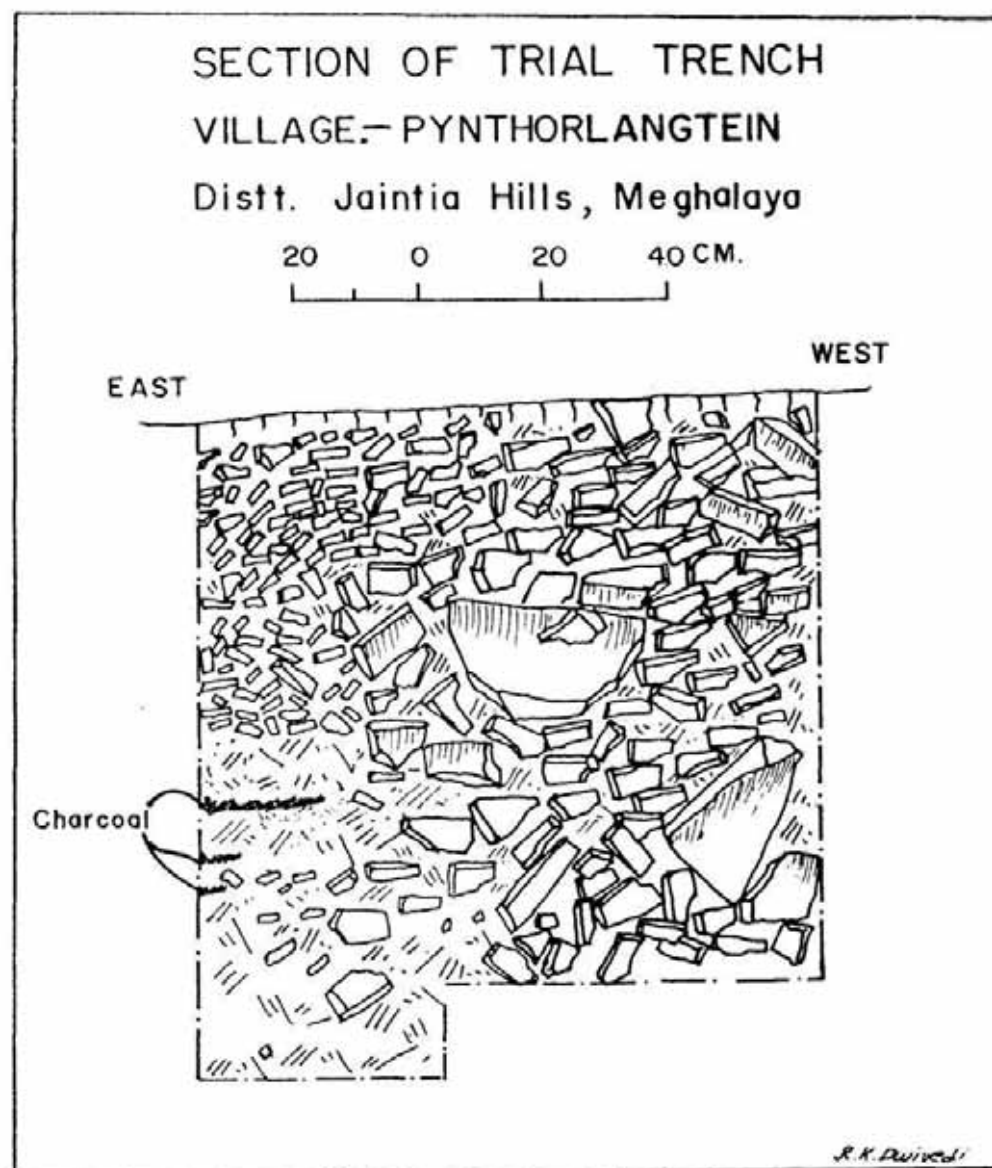 SECTION OF TRIAL TRENCH
VILLAGE.- PYNTHORLANGTEIN
Distt. Jaintia Hills, Meghalaya
20 0 20 40 CM.
WEST
EAST
Charcoal
R.K. Dwivedi